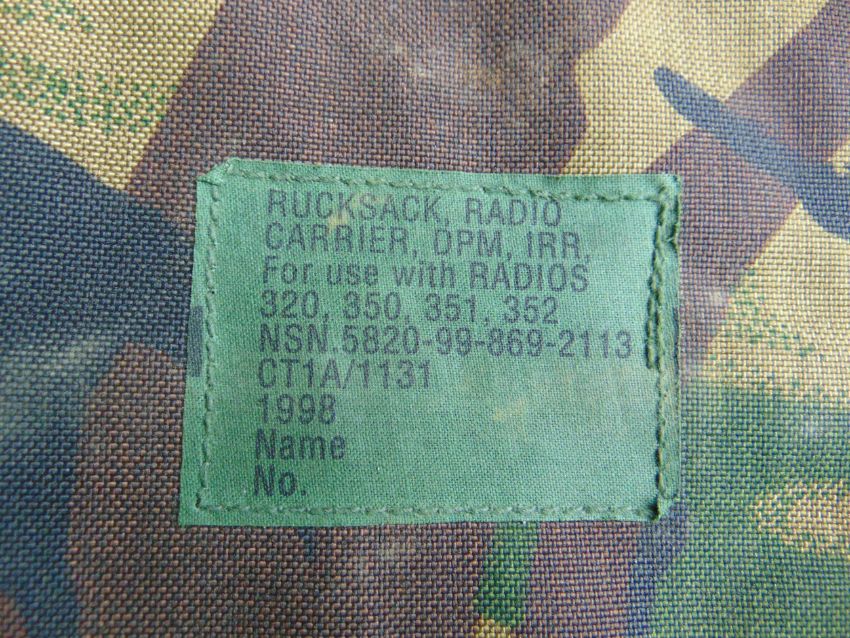 RUCKSACK, RADIO
CARRIER, DPM, IRR,
For use with RADIOS
320, 350, 351, 352
NSN.5820-99-869-2113
CT1A/1131
1998
Name
No.